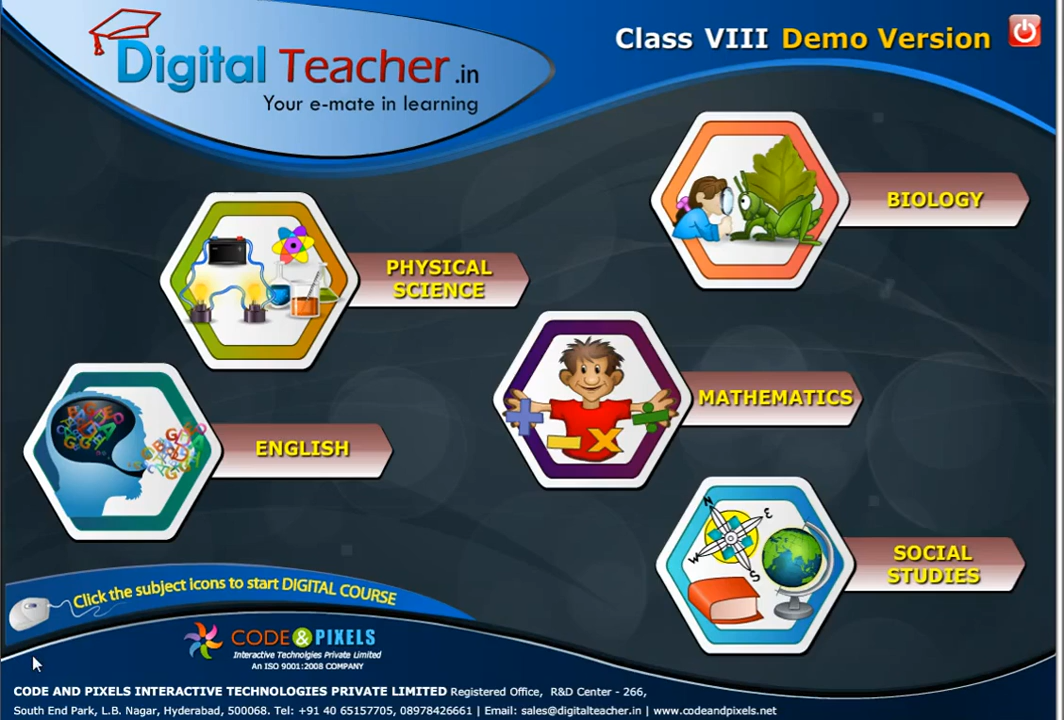 Digital Teacher.in
Your e-mate in learning
Class VIII Demo Version
BIOLOGY
PHYSICAL
SCIENCE
MATHEMATICS
ENGLISH
N
E
W
S
SOCIAL
STUDIES
Click the subject icons to start DIGITAL COURSE
CODE & PIXELS
Interactive Technolgies Private Limited
An ISO 9001:2008 COMPANY
CODE AND PIXELS INTERACTIVE TECHNOLOGIES PRIVATE LIMITED Registered Office, R&D Center - 266,
South End Park, L.B. Nagar, Hyderabad, 500068. Tel: +91 40 65157705, 08978426661 | Email: sales@digitalteacher.in | www.codeandpixels.net